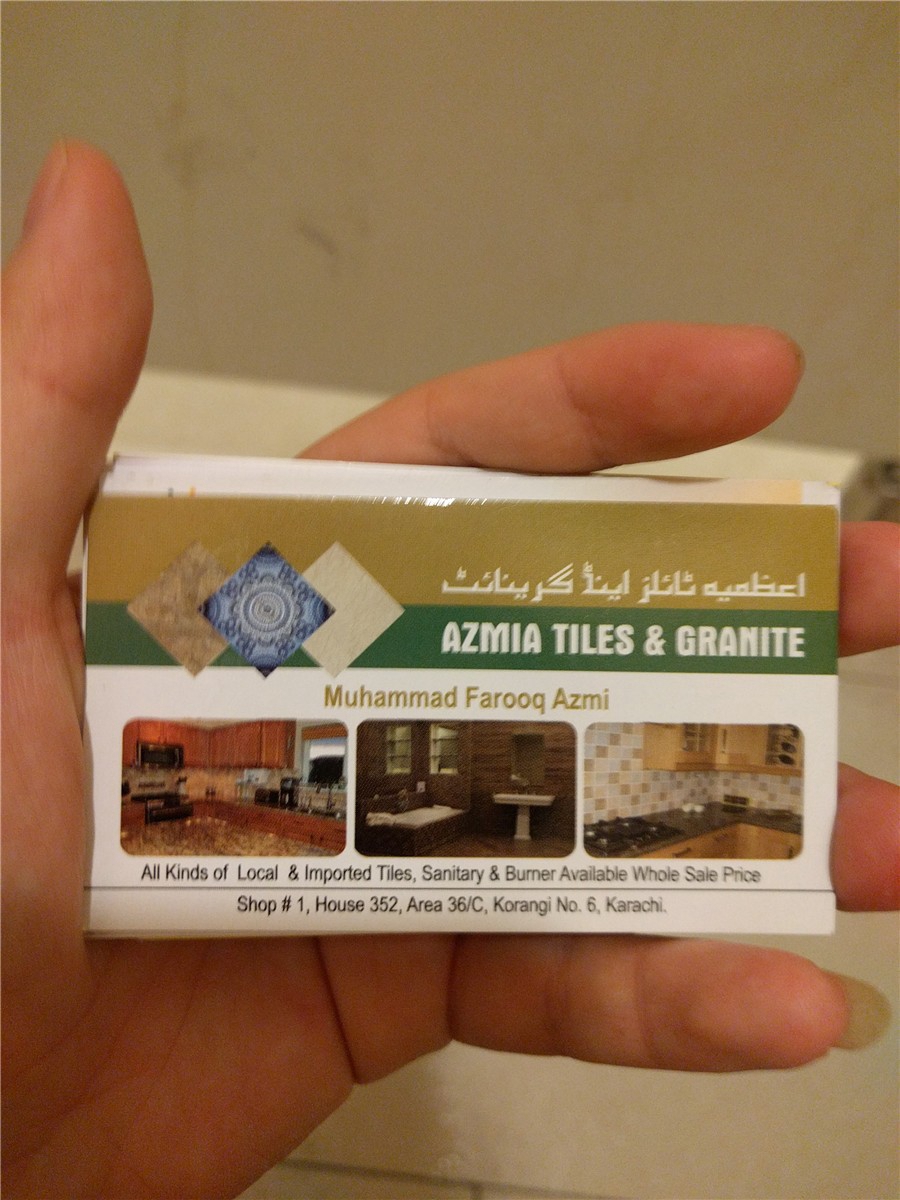 اعظمیہ ٹائلز اینڈ گرینائٹ
AZMIA TILES & GRANITE
Muhammad Farooq Azmi
All Kinds of Local & Imported Tiles, Sanitary & Burner Available Whole Sale Price
Shop # 1, House 352, Area 36/C, Korangi No. 6, Karachi.